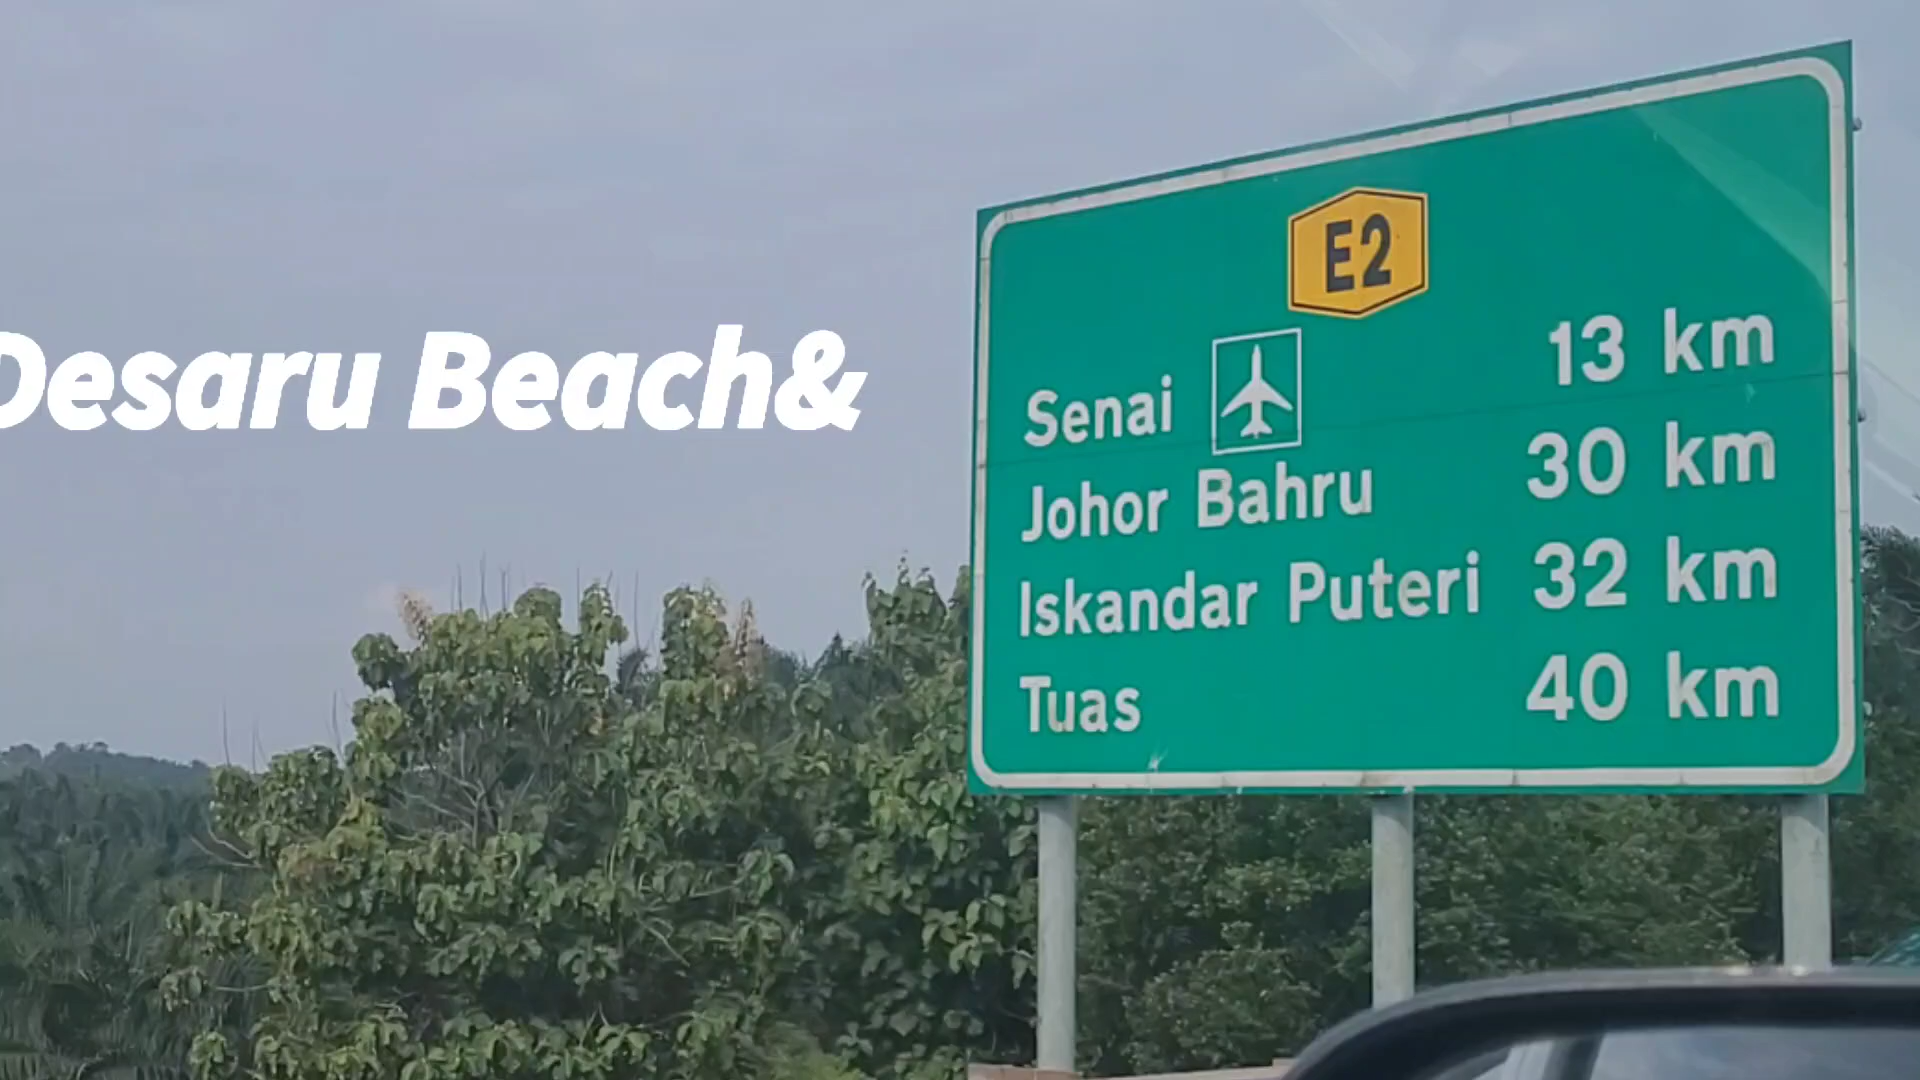 Desaru Beach&
E2
Senai 13 km
Johor Bahru 30 km
Iskandar Puteri 32 km
Tuas 40 km